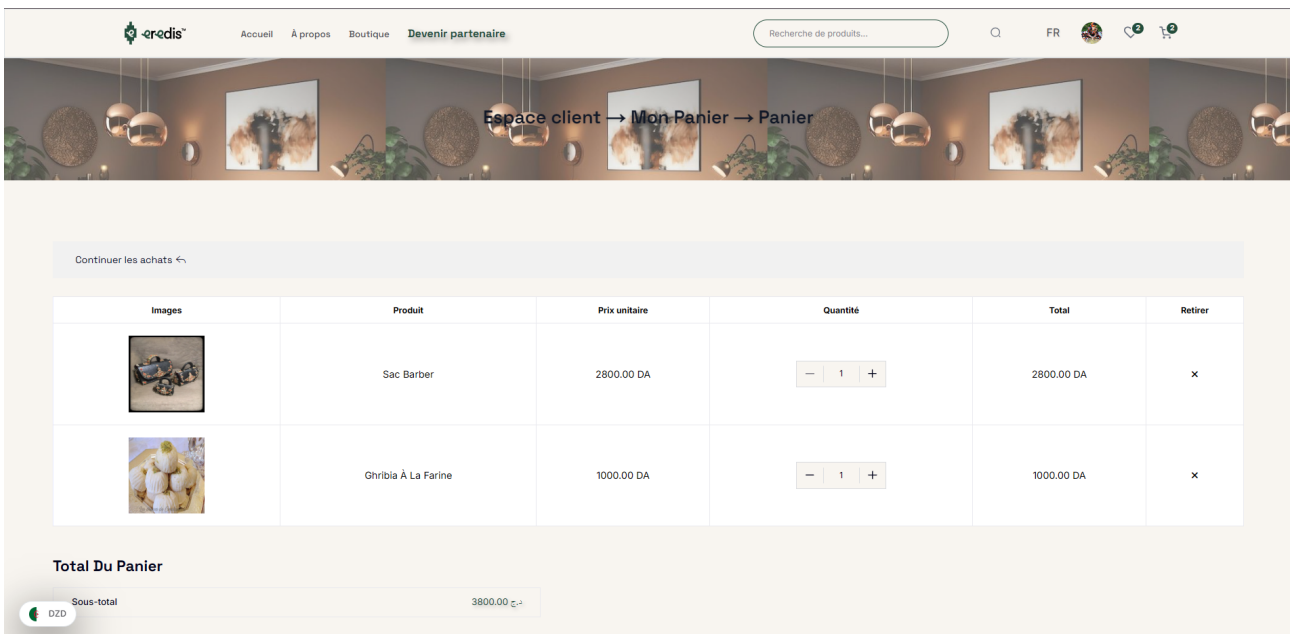 eredis™ Accueil À propos Boutique Devenir partenaire Recherche de produits... FR 2 2
Espace client → Mon Panier → Panier
Continuer les achats
Images Produit Prix unitaire Quantité Total Retirer
Sac Barber 2800.00 DA — 1 + 2800.00 DA ×
Ghribia À La Farine 1000.00 DA — 1 + 1000.00 DA ×
Total Du Panier
Sous-total 3800.00 د.ج
DZD